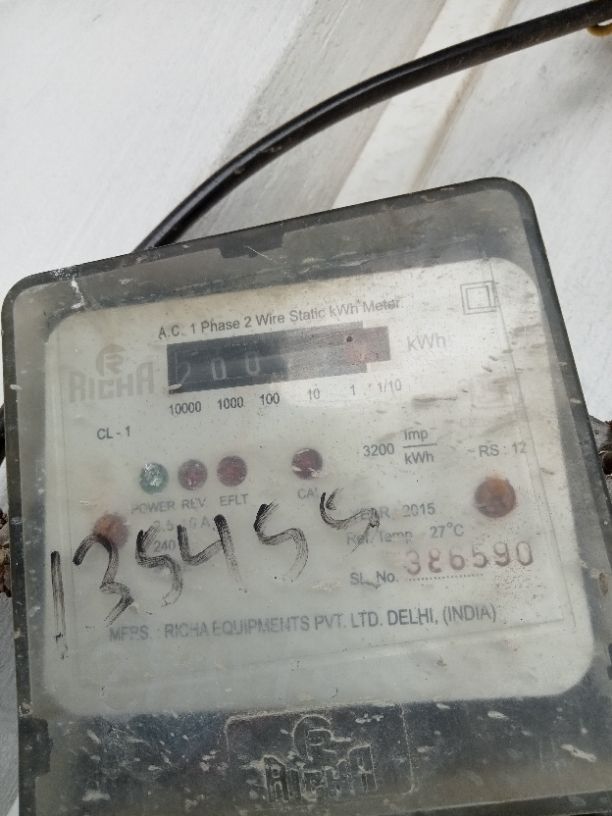 A.C. 1 Phase 2 Wire Static kWh Meter
RICHA
200
kWh
10000 1000 100 10 1 1/10
CL - 1
3200 Imp/kWh
RS : 12
POWER REV EFLT CAL
2015
Ref. Temp. 27°C
SL. No. 386590
MFRS. : RICHA EQUIPMENTS PVT. LTD. DELHI, (INDIA)
RICHA